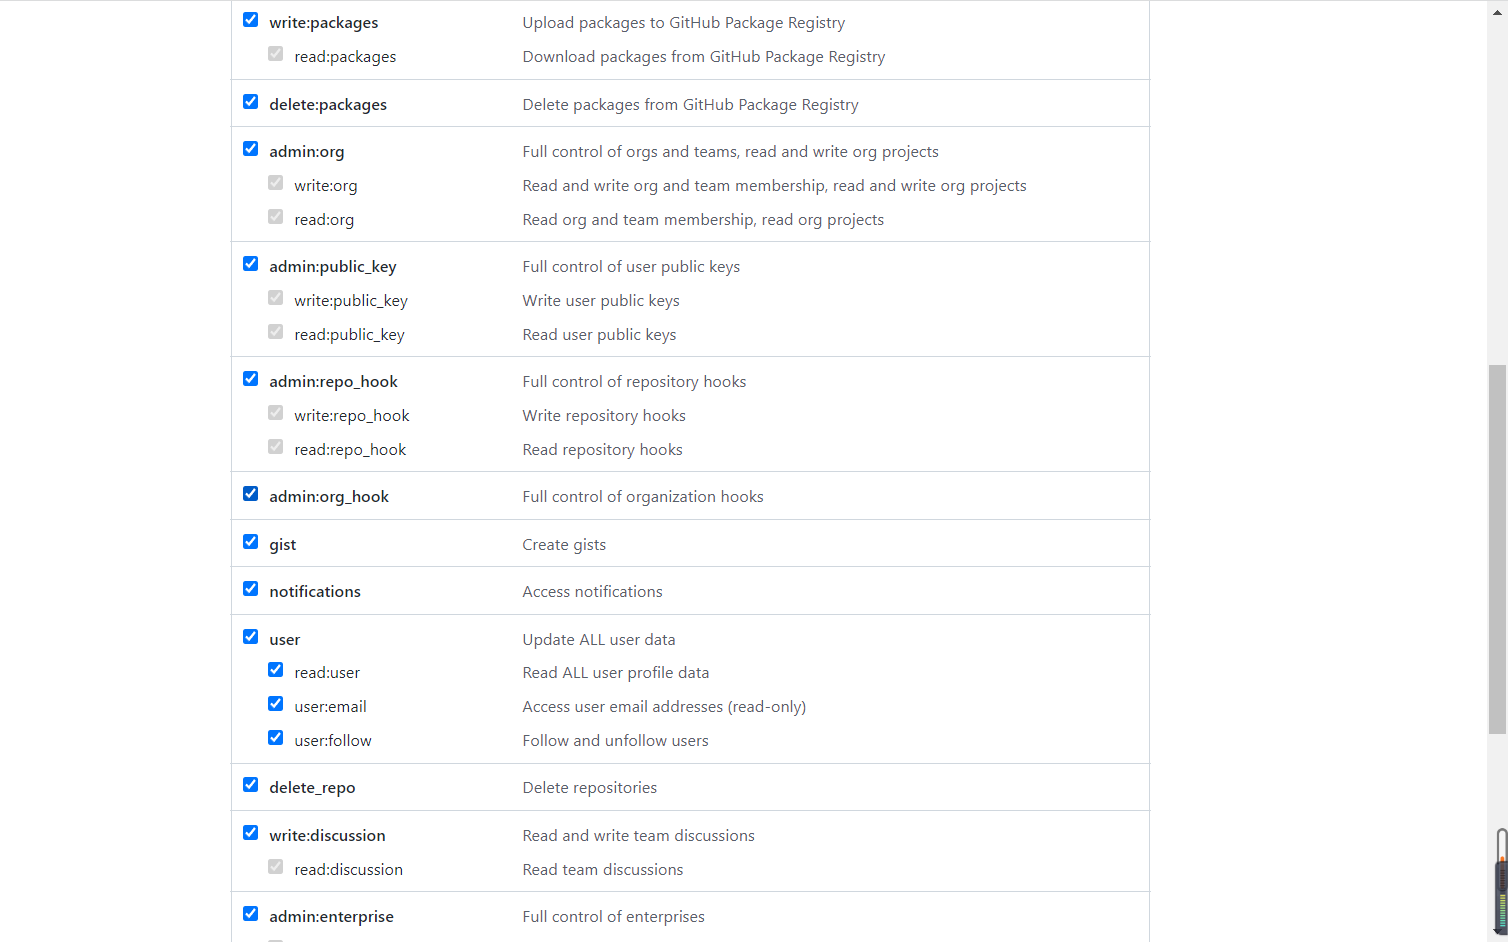 write:packages Upload packages to GitHub Package Registry
read:packages Download packages from GitHub Package Registry
delete:packages Delete packages from GitHub Package Registry
admin:org Full control of orgs and teams, read and write org projects
write:org Read and write org and team membership, read and write org projects
read:org Read org and team membership, read org projects
admin:public_key Full control of user public keys
write:public_key Write user public keys
read:public_key Read user public keys
admin:repo_hook Full control of repository hooks
write:repo_hook Write repository hooks
read:repo_hook Read repository hooks
admin:org_hook Full control of organization hooks
gist Create gists
notifications Access notifications
user Update ALL user data
read:user Read ALL user profile data
user:email Access user email addresses (read-only)
user:follow Follow and unfollow users
delete_repo Delete repositories
write:discussion Read and write team discussions
read:discussion Read team discussions
admin:enterprise Full control of enterprises